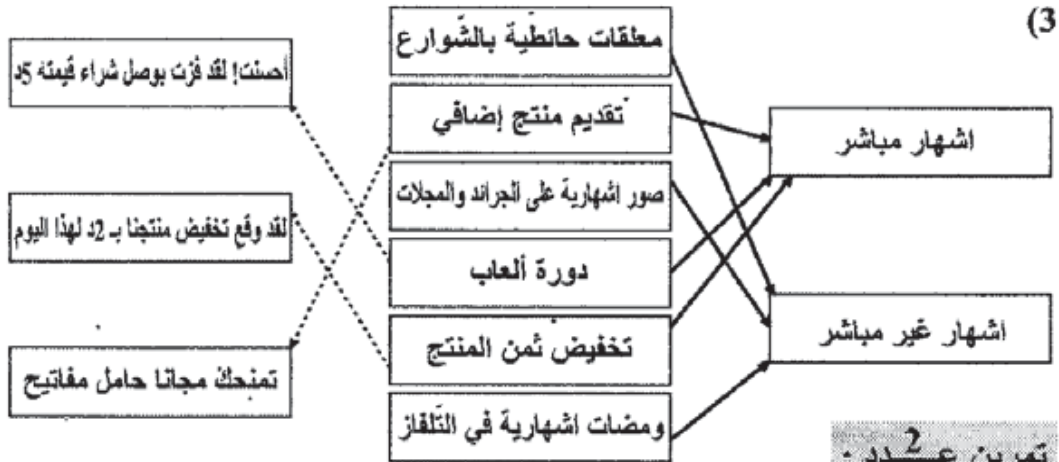 3)
معلقات حائطية بالشوارع
تقديم منتج إضافي
صور اشهارية على الجرائد والمجلات
دورة ألعاب
تخفيض ثمن المنتج
ومضات اشهارية في التلفاز
اشهار مباشر
اشهار غير مباشر
أحسنت! لقد فزت بوصل شراء قيمته 5د
لقد وقع تخفيض منتجنا بـ 2د لهذا اليوم
تمنحك مجانا حامل مفاتيح
تمرين عدد 2 :